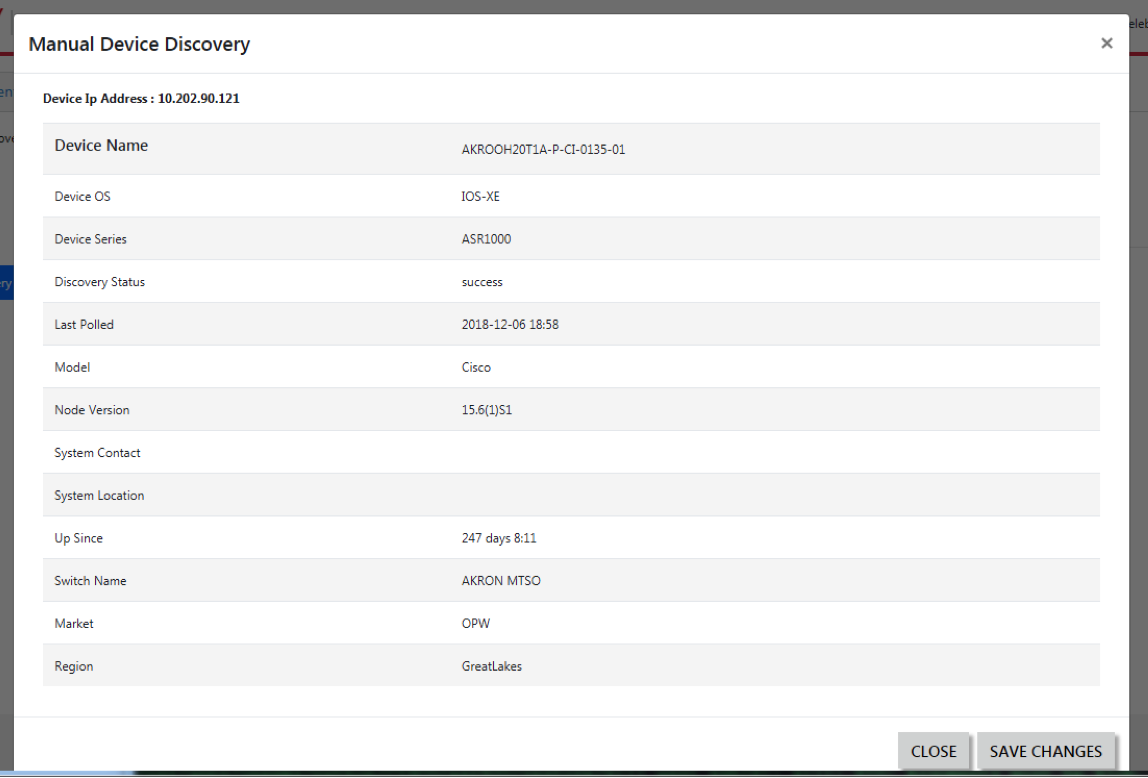 Manual Device Discovery
×
Device Ip Address : 10.202.90.121
Device Name AKROOH20T1A-P-CI-0135-01
Device OS IOS-XE
Device Series ASR1000
Discovery Status success
Last Polled 2018-12-06 18:58
Model Cisco
Node Version 15.6(1)S1
System Contact
System Location
Up Since 247 days 8:11
Switch Name AKRON MTSO
Market OPW
Region GreatLakes
CLOSE SAVE CHANGES